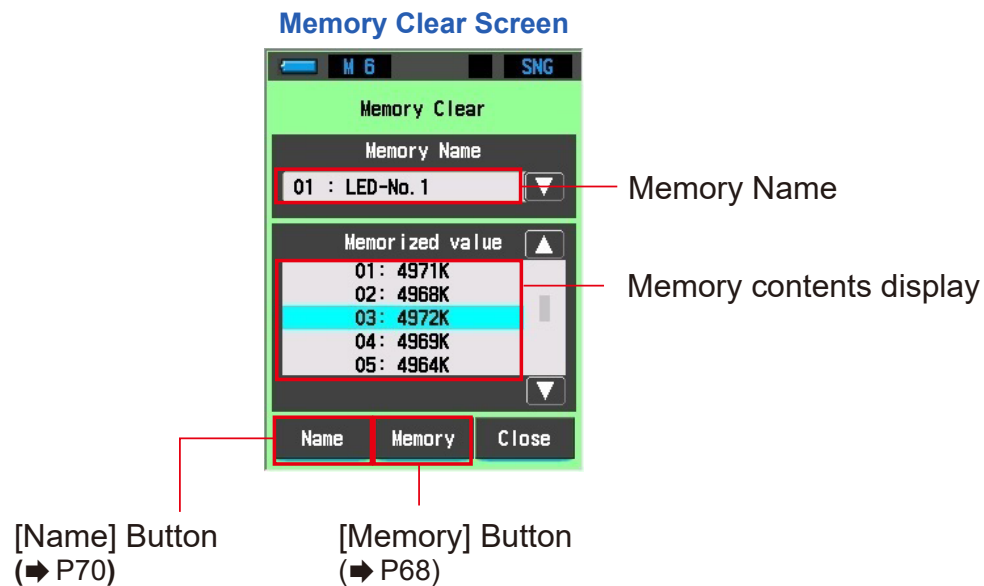 Memory Clear Screen
M 6 SNG
Memory Clear
Memory Name
01 : LED-No.1
Memory Name
Memorized value
01: 4971K
02: 4968K
03: 4972K
04: 4969K
05: 4964K
Memory contents display
Name Memory Close
[Name] Button
(➡ P70)
[Memory] Button
(➡ P68)